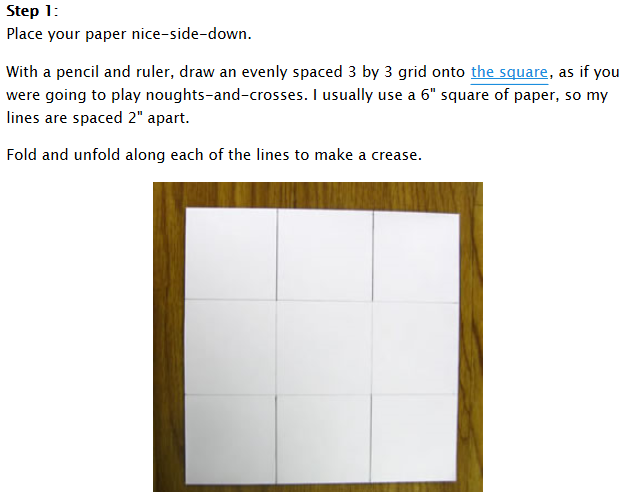 Step 1:
Place your paper nice-side-down.
With a pencil and ruler, draw an evenly spaced 3 by 3 grid onto the square, as if you
were going to play noughts-and-crosses. I usually use a 6" square of paper, so my
lines are spaced 2" apart.
Fold and unfold along each of the lines to make a crease.